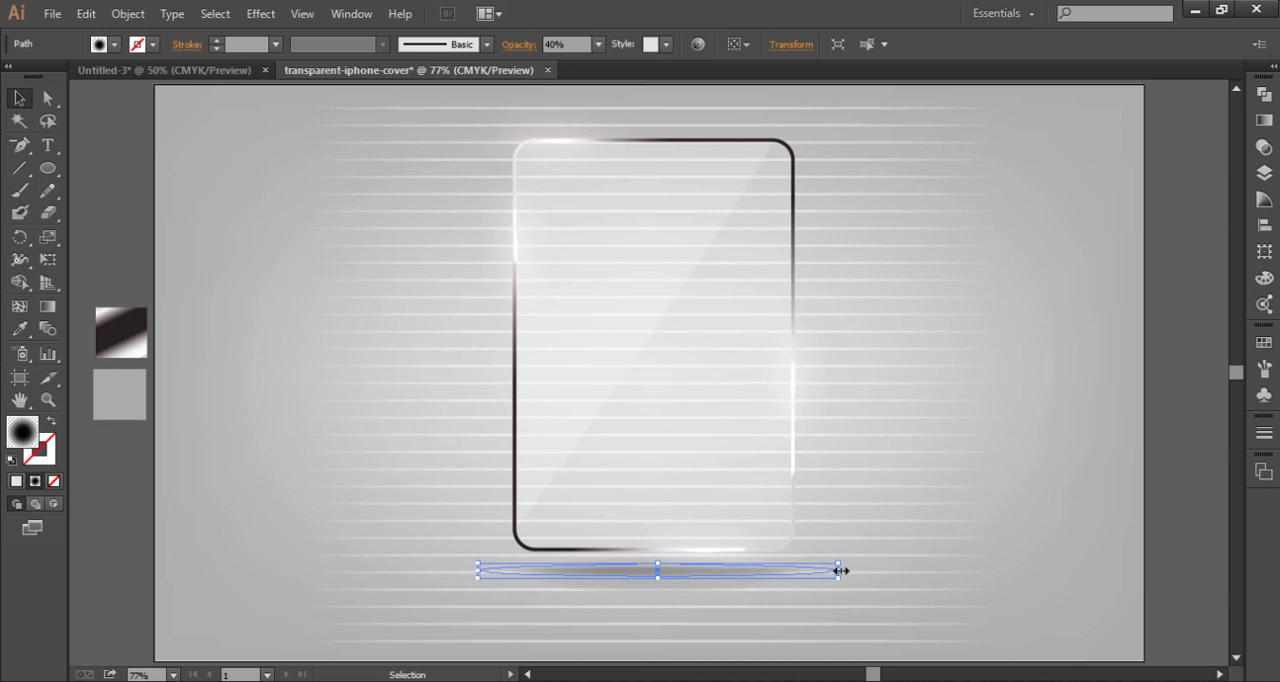 Ai File Edit Object Type Select Effect View Window Help Br Essentials
Path Stroke: Basic Opacity: 40% Style: Transform
Untitled-3* @ 50% (CMYK/Preview) × transparent-iphone-cover* @ 77% (CMYK/Preview) ×
T
77% 1 Selection